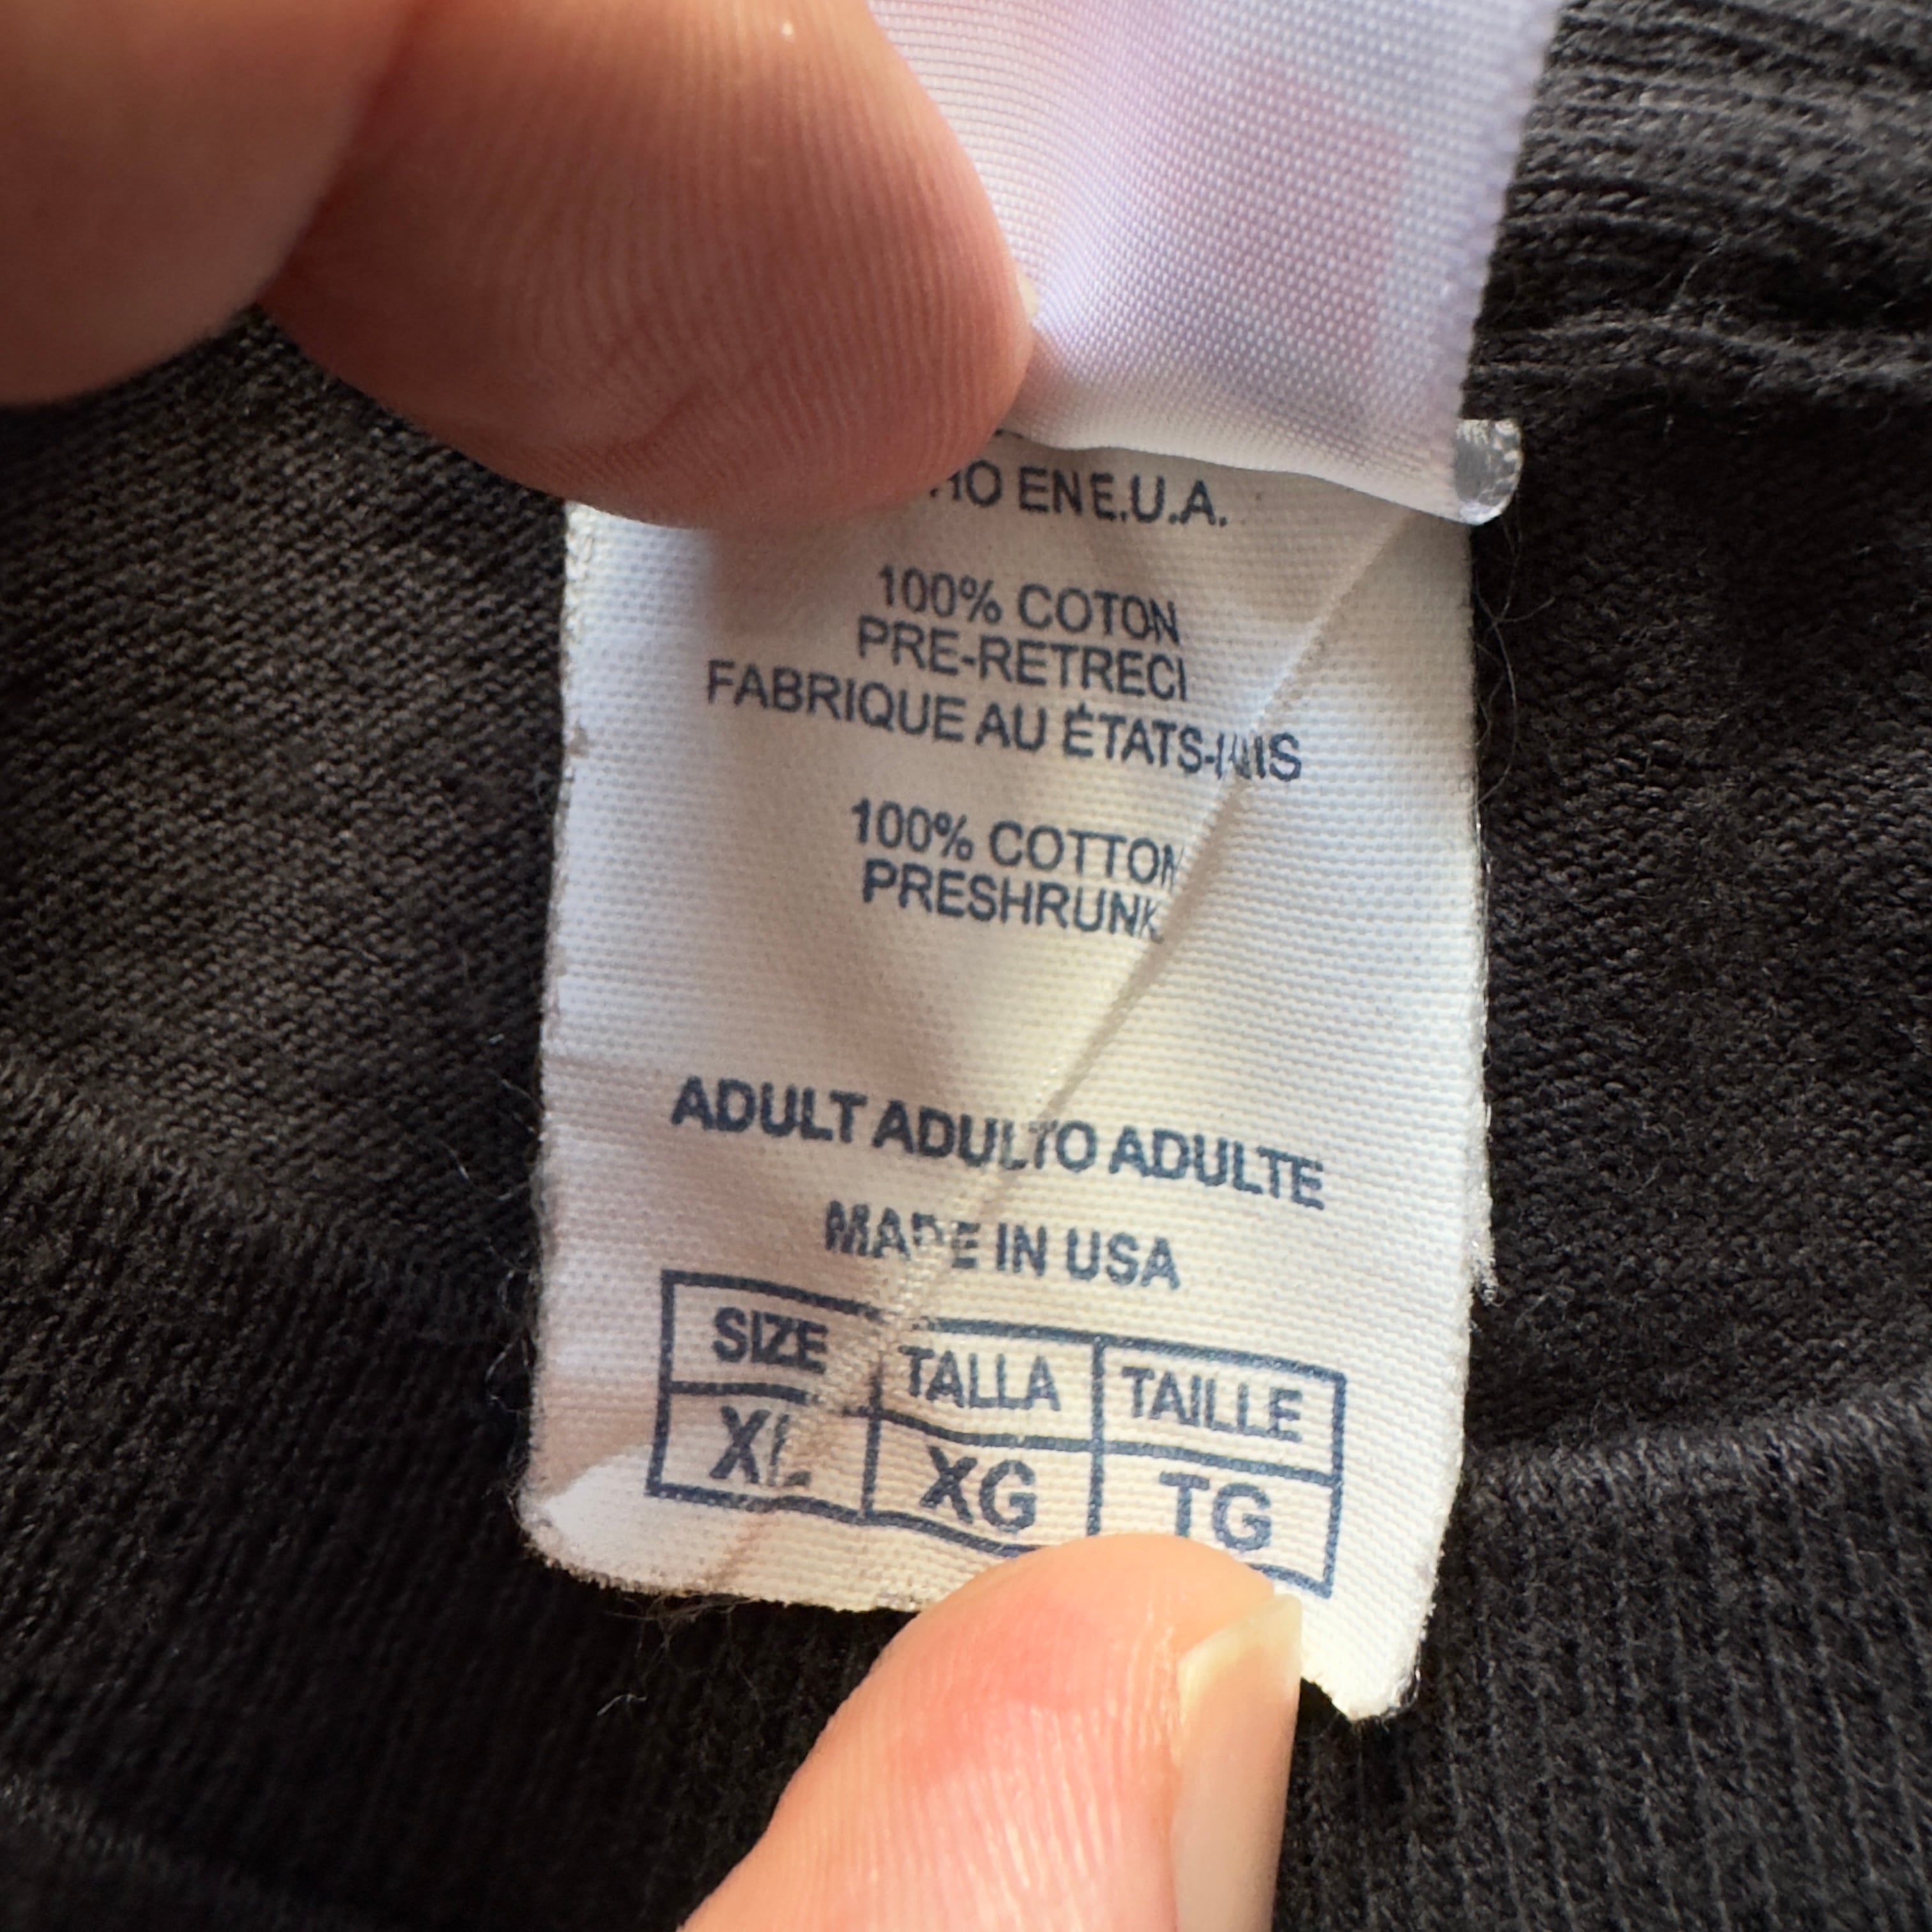 EN E.U.A.
100% COTON
PRE-RETRECI
FABRIQUE AU ÉTATS-UNIS
100% COTTON
PRESHRUNK
ADULT ADULTO ADULTE
MADE IN USA
SIZE TALLA TAILLE
XL XG TG